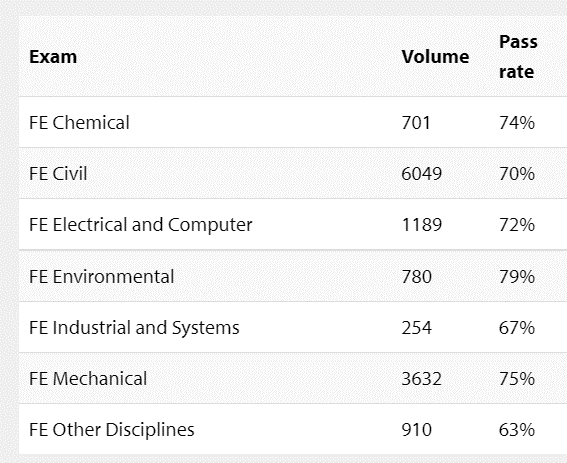 Exam Volume Pass rate
FE Chemical 701 74%
FE Civil 6049 70%
FE Electrical and Computer 1189 72%
FE Environmental 780 79%
FE Industrial and Systems 254 67%
FE Mechanical 3632 75%
FE Other Disciplines 910 63%